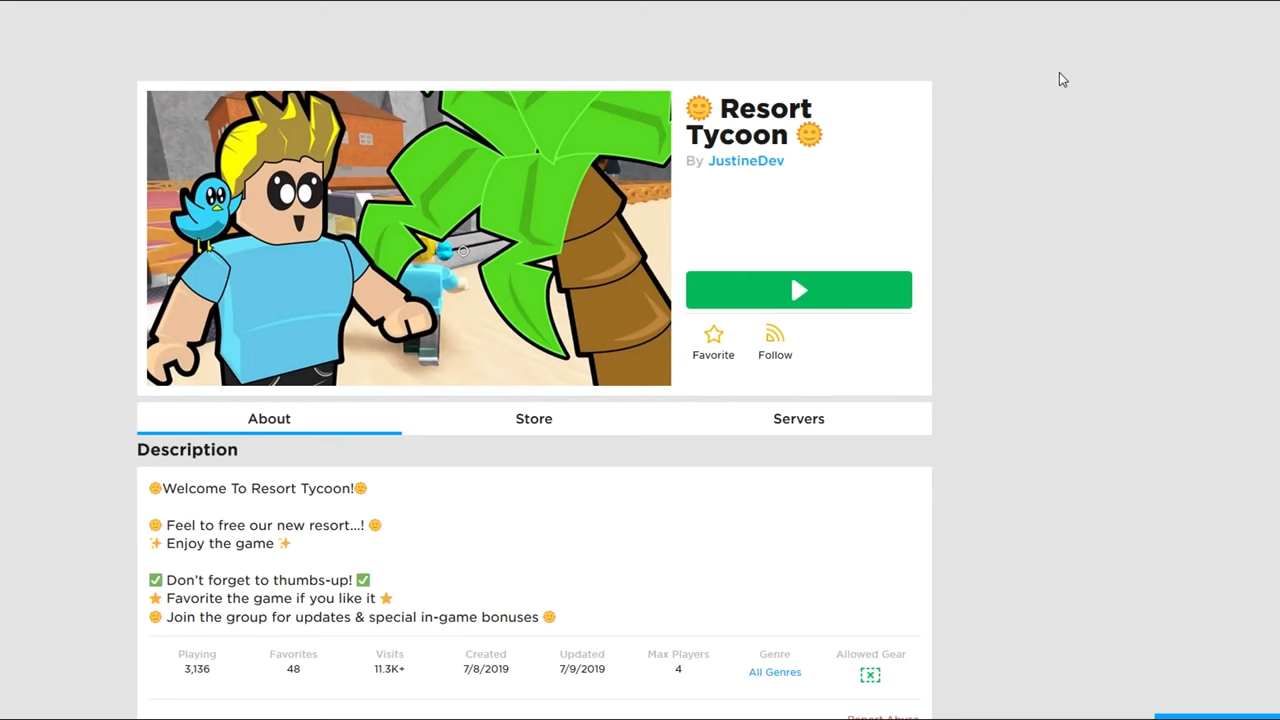 🌞 Resort
Tycoon 🌞
By JustineDev
Favorite
Follow
About
Store
Servers
Description
🌞Welcome To Resort Tycoon!🌞
🌞 Feel to free our new resort...! 🌞
✨ Enjoy the game ✨
✅ Don't forget to thumbs-up! ✅
⭐ Favorite the game if you like it ⭐
🌞 Join the group for updates & special in-game bonuses 🌞
Playing
3,136
Favorites
48
Visits
11.3K+
Created
7/8/2019
Updated
7/9/2019
Max Players
4
Genre
All Genres
Allowed Gear
Report Abuse